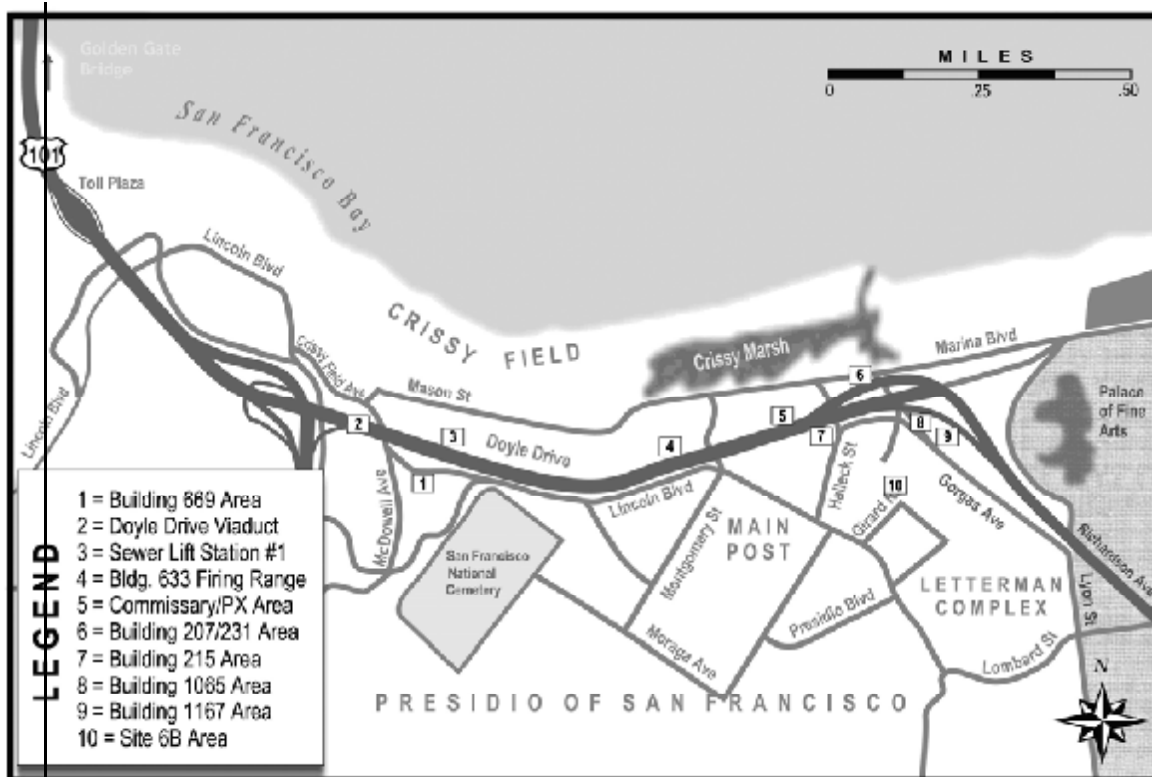 Golden Gate
Bridge
MILES
0 .25 .50
San Francisco Bay
101
Toll Plaza
Lincoln Blvd
CRISSY
FIELD
Crissy Marsh
Marina Blvd
Crissy Field Ave
Mason St
6
Palace
of Fine
Arts
Lincoln Blvd
2
3
Doyle Drive
4
5
7
8
9
1
McDowell Ave
Lincoln Blvd
Halleck St
10
Gorgas Ave
Montgomery St
MAIN
POST
Girard
San Francisco
National
Cemetery
Richardson Ave
LETTERMAN
COMPLEX
Lyon St
Presidio Blvd
Moraga Ave
Lombard St
N
PRESIDIO OF SAN FRANCISCO
LEGEND
1 = Building 669 Area
2 = Doyle Drive Viaduct
3 = Sewer Lift Station #1
4 = Bldg. 633 Firing Range
5 = Commissary/PX Area
6 = Building 207/231 Area
7 = Building 215 Area
8 = Building 1065 Area
9 = Building 1167 Area
10 = Site 6B Area